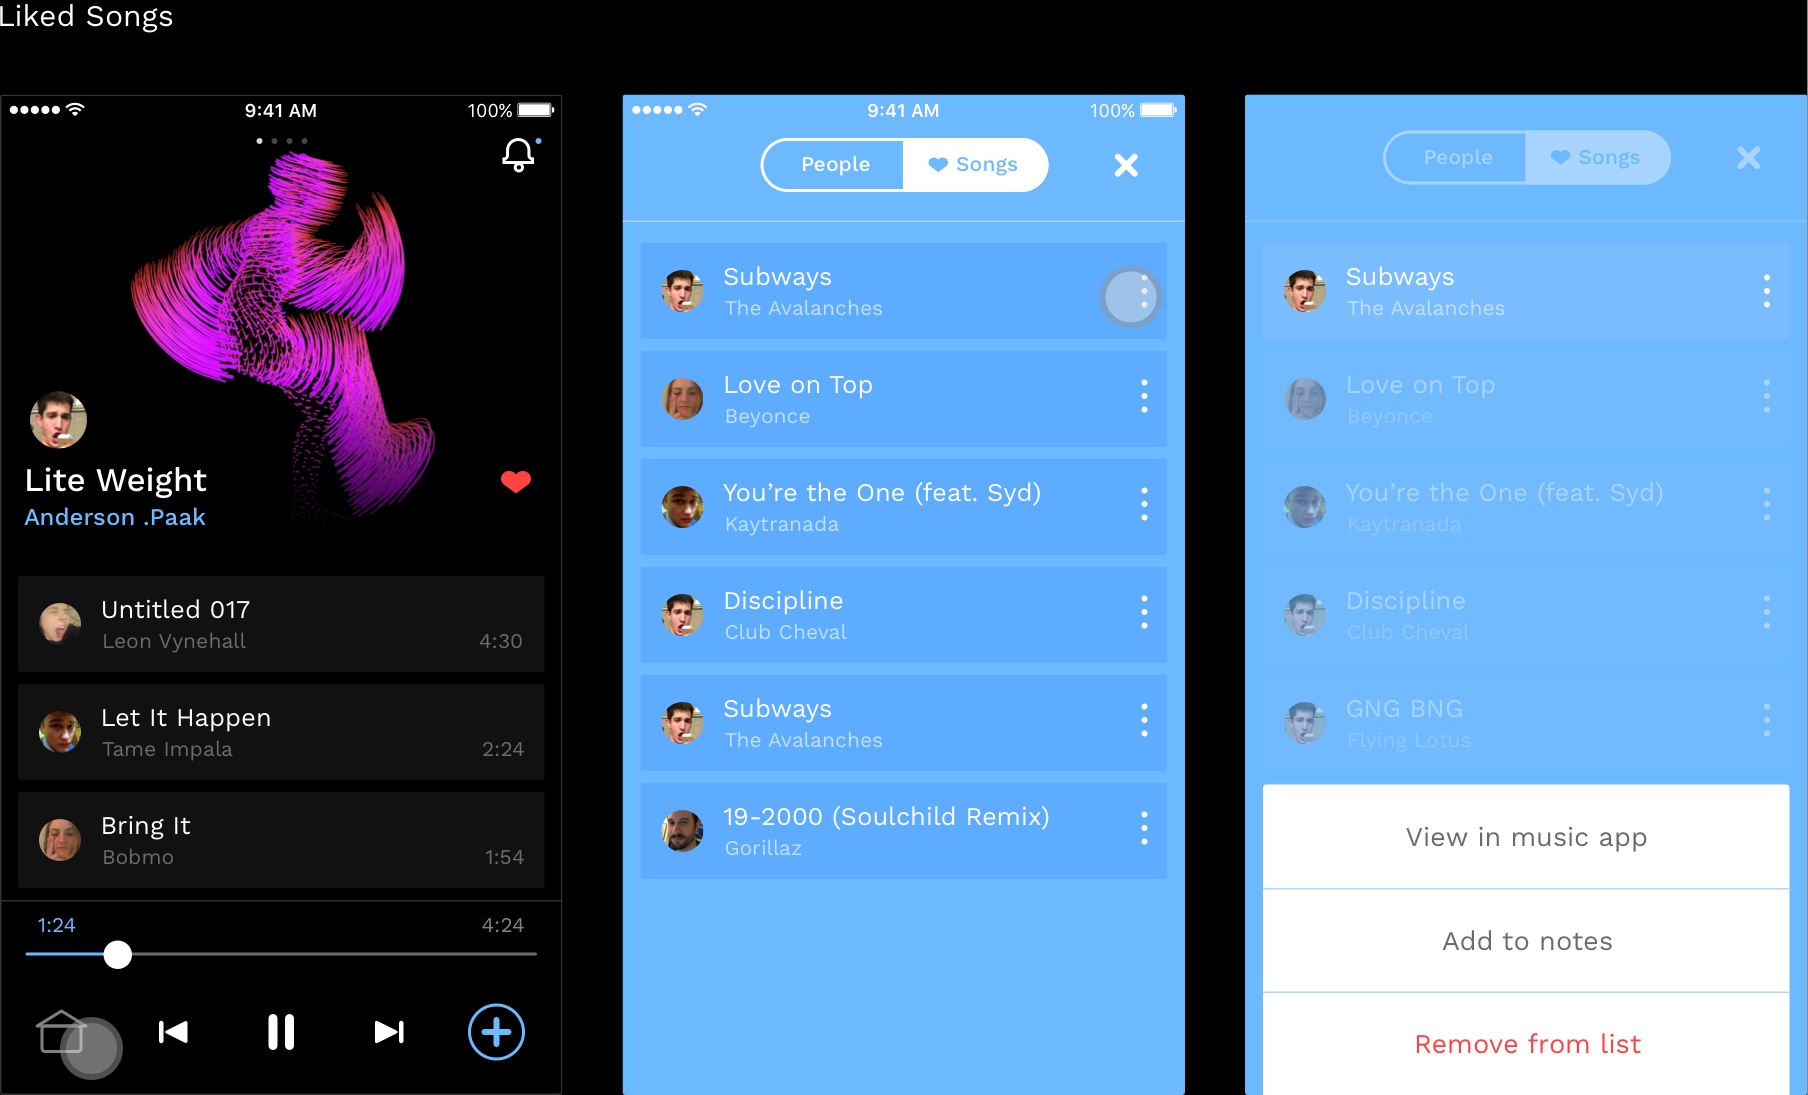 Liked Songs
9:41 AM
100%
Lite Weight
Anderson .Paak
Untitled 017
Leon Vynehall
4:30
Let It Happen
Tame Impala
2:24
Bring It
Bobmo
1:54
1:24
4:24
9:41 AM
100%
People
Songs
Subways
The Avalanches
Love on Top
Beyonce
You’re the One (feat. Syd)
Kaytranada
Discipline
Club Cheval
Subways
The Avalanches
19-2000 (Soulchild Remix)
Gorillaz
People
Songs
Subways
The Avalanches
Love on Top
Beyonce
You’re the One (feat. Syd)
Kaytranada
Discipline
Club Cheval
GNG BNG
Flying Lotus
View in music app
Add to notes
Remove from list